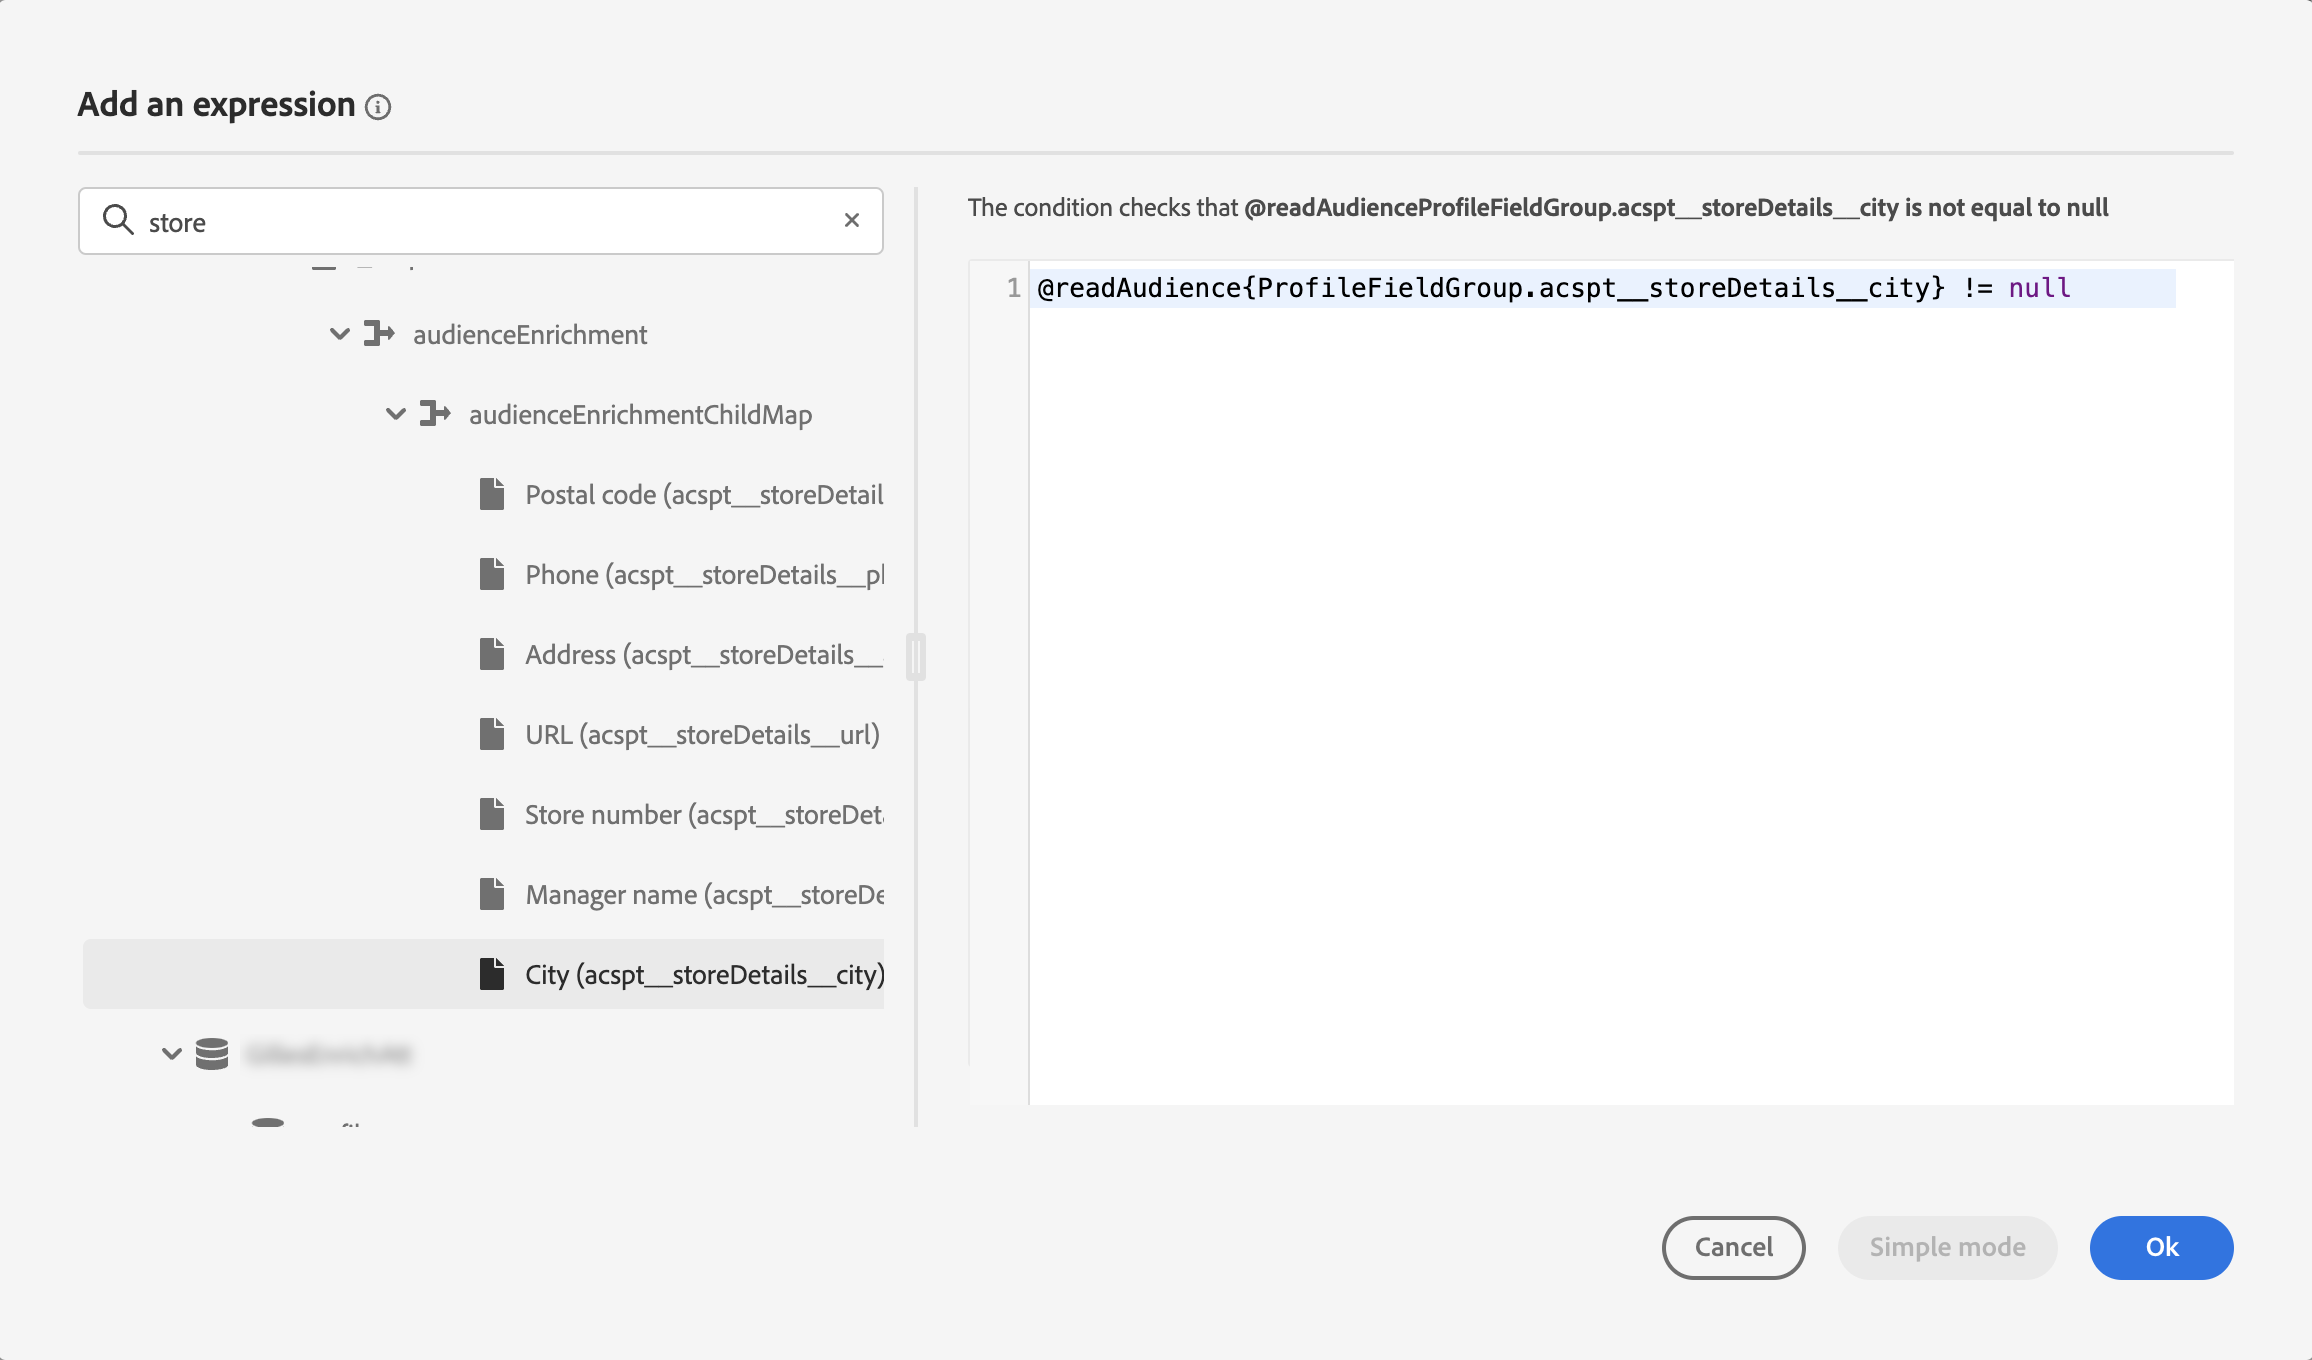 Add an expression
store
audienceEnrichment
audienceEnrichmentChildMap
Postal code (acspt__storeDetail
Phone (acspt__storeDetails__pl
Address (acspt__storeDetails__
URL (acspt__storeDetails__url)
Store number (acspt__storeDeta
Manager name (acspt__storeDe
City (acspt__storeDetails__city)
The condition checks that @readAudienceProfileFieldGroup.acspt__storeDetails__city is not equal to null
1 @readAudience{ProfileFieldGroup.acspt__storeDetails__city} != null
Cancel
Simple mode
Ok